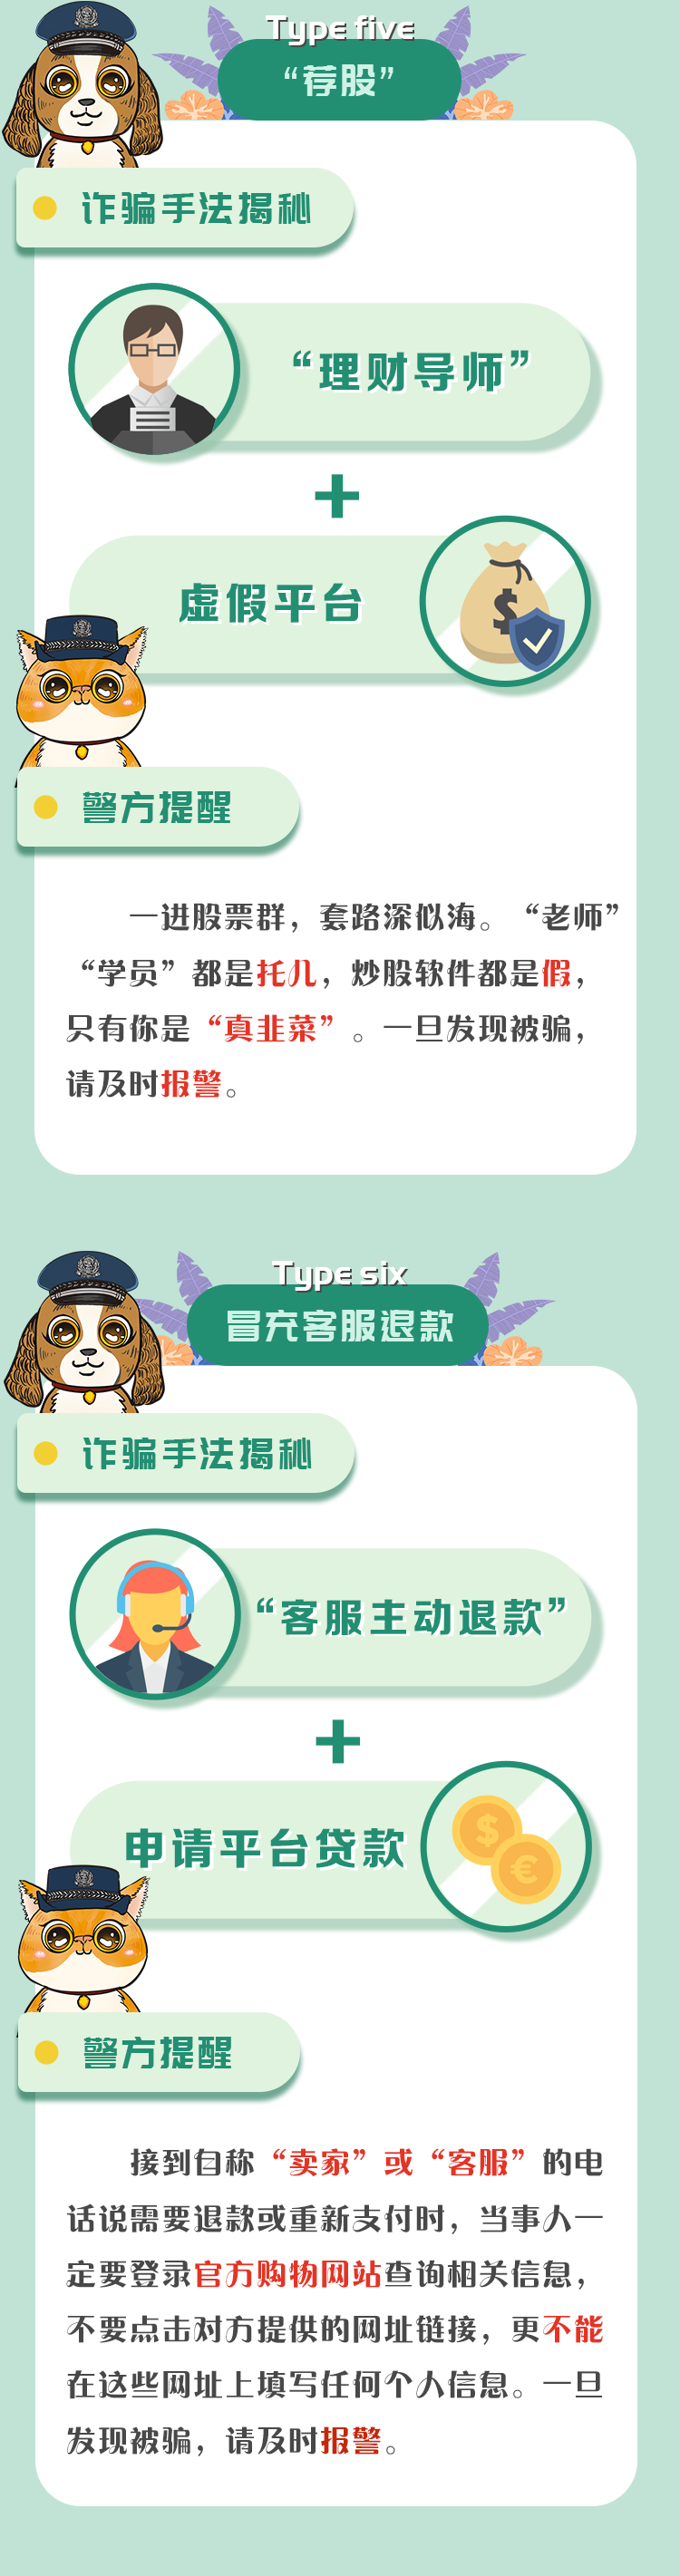 Type five
“荐股”
诈骗手法揭秘
“理财导师”
+
虚假平台
警方提醒
一进股票群，套路深似海。“老师”
“学员”都是托儿，炒股软件都是假，
只有你是“真韭菜”。一旦发现被骗，
请及时报警。
Type six
冒充客服退款
诈骗手法揭秘
“客服主动退款”
+
申请平台贷款
警方提醒
接到自称“卖家”或“客服”的电
话说需要退款或重新支付时，当事人一
定要登录官方购物网站查询相关信息，
不要点击对方提供的网址链接，更不能
在这些网址上填写任何个人信息。一旦
发现被骗，请及时报警。